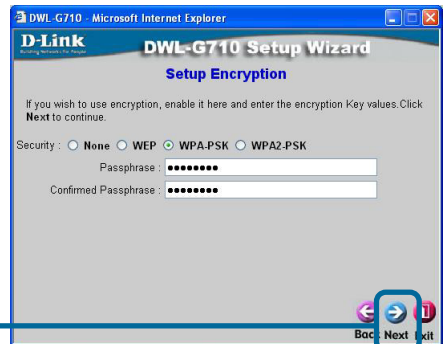 DWL-G710 - Microsoft Internet Explorer
D-Link
Building Networks for People
DWL-G710 Setup Wizard
Setup Encryption
If you wish to use encryption, enable it here and enter the encryption Key values.Click
Next to continue.
Security : None WEP WPA-PSK WPA2-PSK
Passphrase : ●●●●●●●●
Confirmed Passphrase : ●●●●●●●●
Back Next Exit